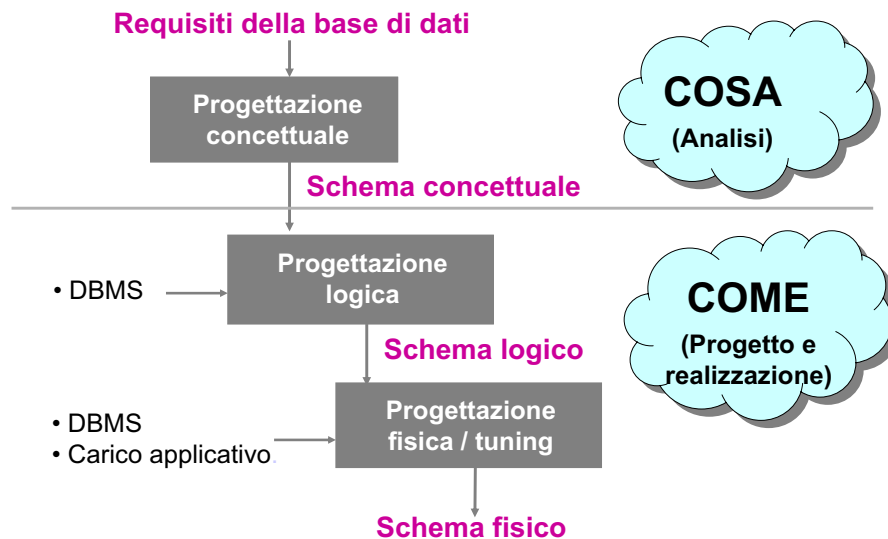 Requisiti della base di dati
Progettazione
concettuale
COSA
(Analisi)
Schema concettuale
Progettazione
logica
• DBMS
COME
(Progetto e
realizzazione)
Schema logico
Progettazione
fisica / tuning
• DBMS
• Carico applicativo.
Schema fisico